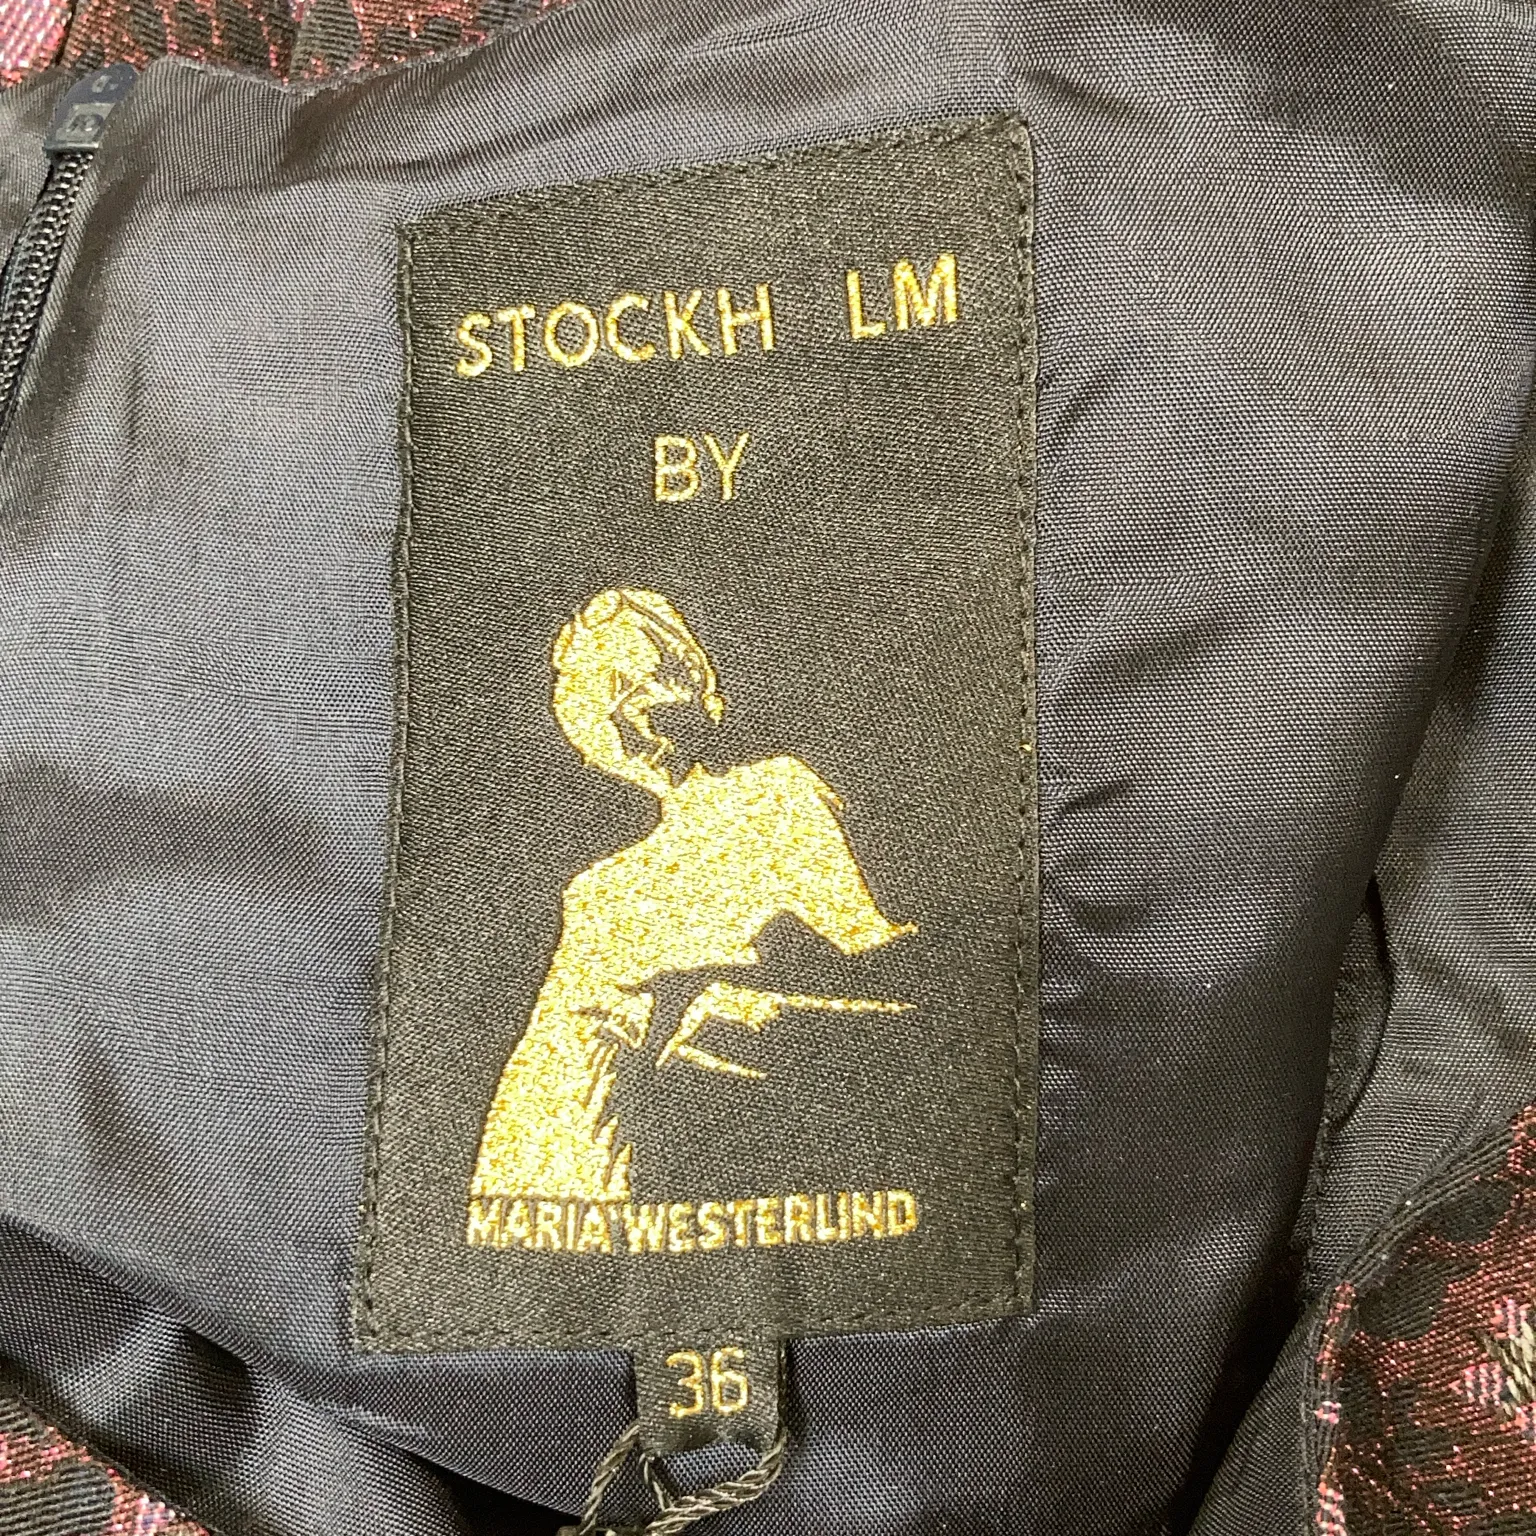 STOCKH LM
BY
MARIA WESTERLIND
36